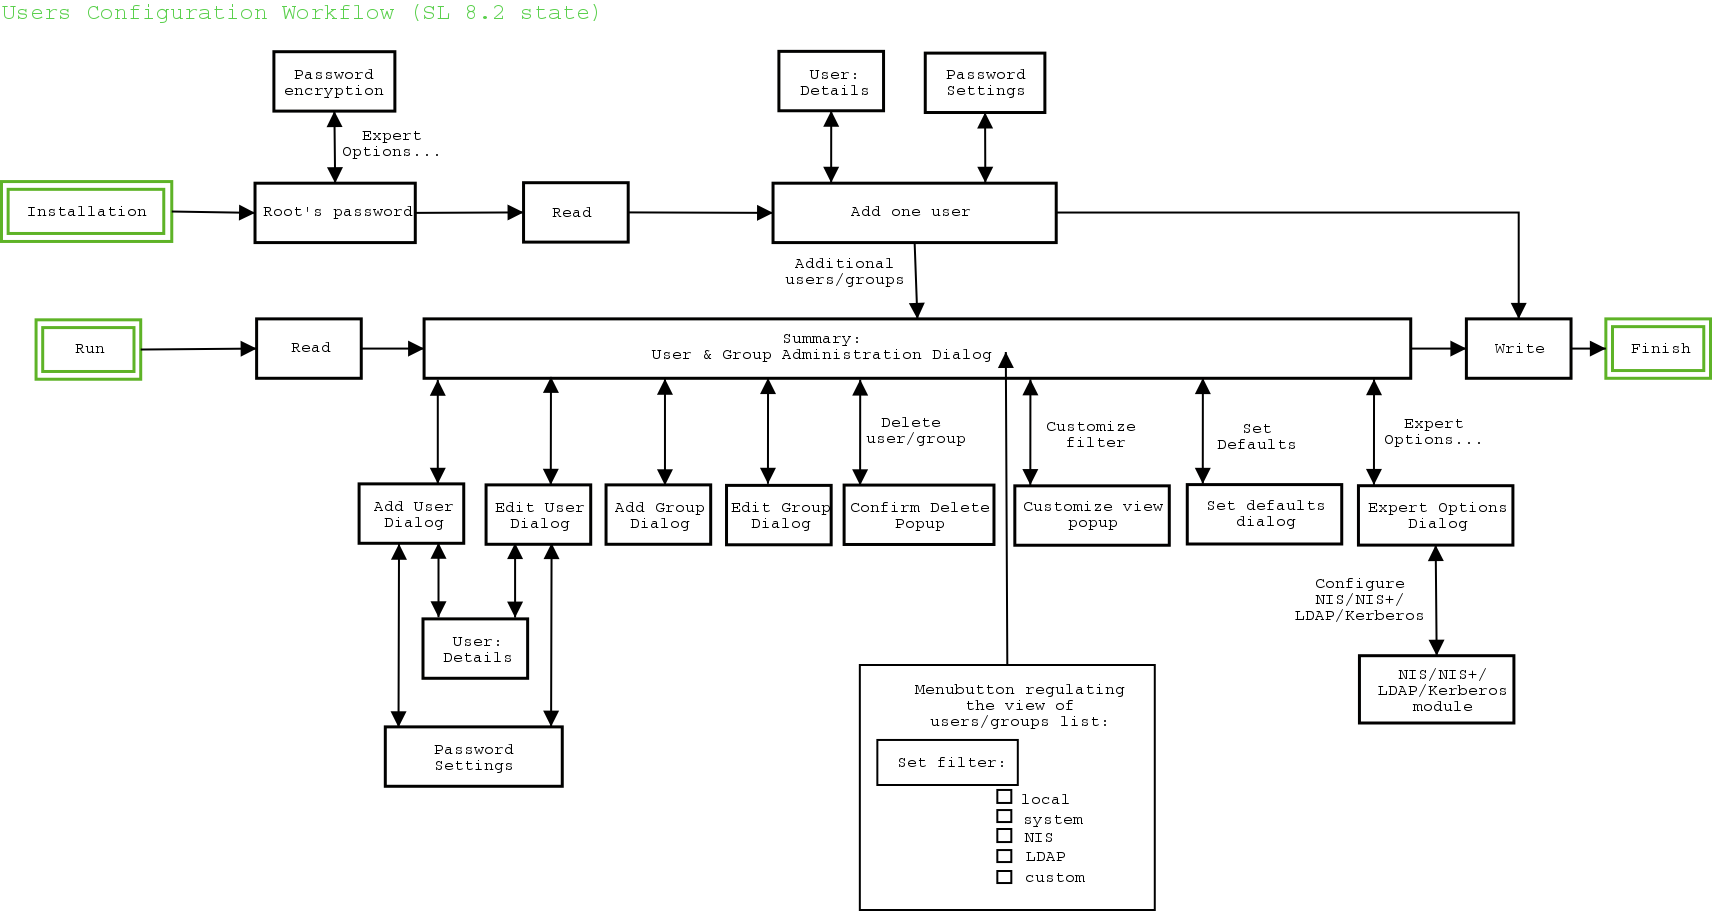 Users Configuration Workflow (SL 8.2 state)
Password
encryption
User:
Details
Password
Settings
Expert
Options...
Installation
Root's password
Read
Add one user
Additional
users/groups
Run
Read
Summary:
User & Group Administration Dialog
Write
Finish
Delete
user/group
Customize
filter
Set
Defaults
Expert
Options...
Add User
Dialog
Edit User
Dialog
Add Group
Dialog
Edit Group
Dialog
Confirm Delete
Popup
Customize view
popup
Set defaults
dialog
Expert Options
Dialog
Configure
NIS/NIS+/
LDAP/Kerberos
User:
Details
NIS/NIS+/
LDAP/Kerberos
module
Password
Settings
Menubutton regulating
the view of
users/groups list:
Set filter:
local
system
NIS
LDAP
custom